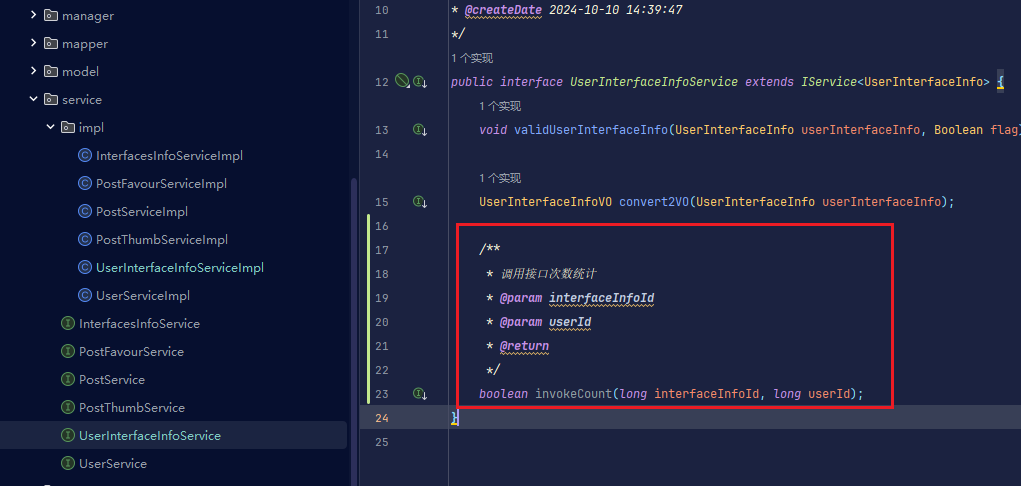 manager
mapper
model
service
impl
InterfacesInfoServiceImpl
PostFavourServiceImpl
PostServiceImpl
PostThumbServiceImpl
UserInterfaceInfoServiceImpl
UserServiceImpl
InterfacesInfoService
PostFavourService
PostService
PostThumbService
UserInterfaceInfoService
UserService
10 * @createDate 2024-10-10 14:39:47
11 */
1 个实现
12 public interface UserInterfaceInfoService extends IService<UserInterfaceInfo> {
1 个实现
13 void validUserInterfaceInfo(UserInterfaceInfo userInterfaceInfo, Boolean flag)
14
1 个实现
15 UserInterfaceInfoVO convert2VO(UserInterfaceInfo userInterfaceInfo);
16
17 /**
18 * 调用接口次数统计
19 * @param interfaceInfoId
20 * @param userId
21 * @return
22 */
23 boolean invokeCount(long interfaceInfoId, long userId);
24 }
25